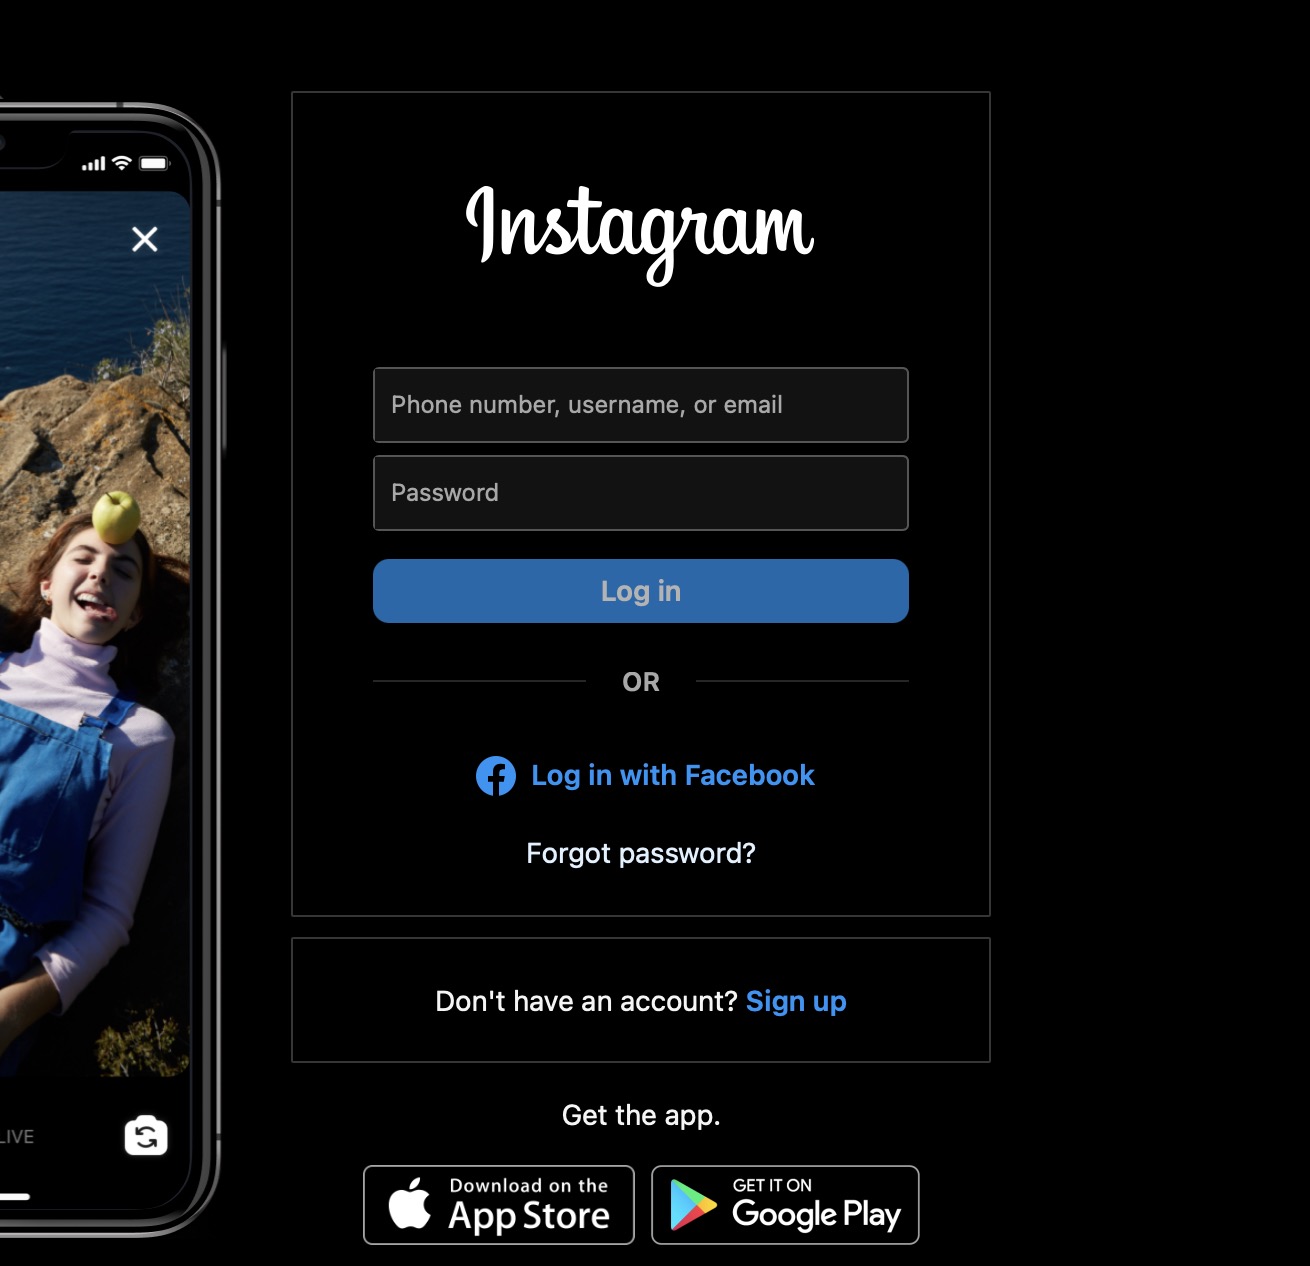 Instagram
Phone number, username, or email
Password
Log in
OR
Log in with Facebook
Forgot password?
Don't have an account? Sign up
Get the app.
Download on the
App Store
GET IT ON
Google Play
LIVE